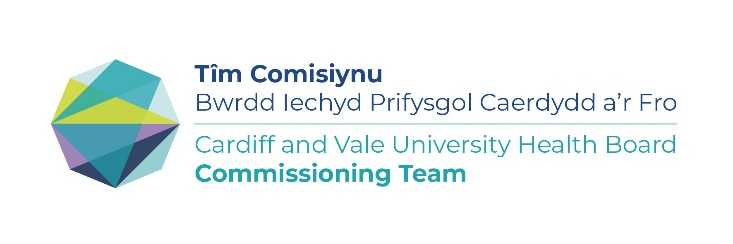 Tîm Comisiynu
Bwrdd Iechyd Prifysgol Caerdydd a’r Fro
Cardiff and Vale University Health Board
Commissioning Team